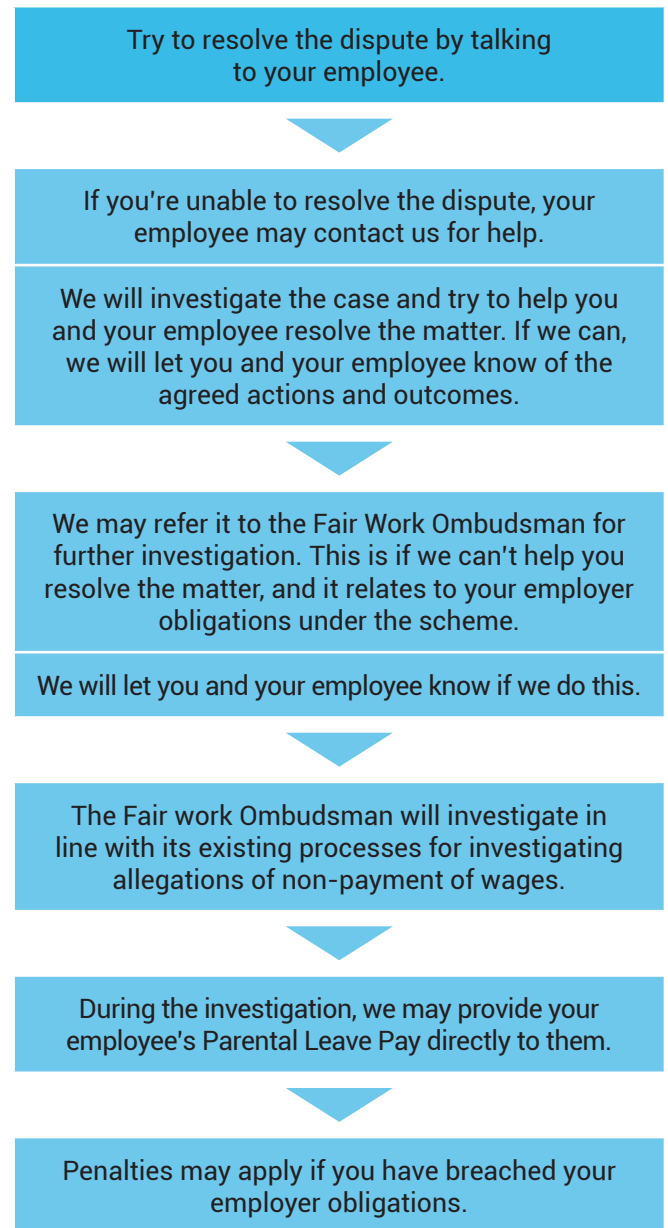 Try to resolve the dispute by talking
to your employee.
If you're unable to resolve the dispute, your
employee may contact us for help.
We will investigate the case and try to help you
and your employee resolve the matter. If we can,
we will let you and your employee know of the
agreed actions and outcomes.
We may refer it to the Fair Work Ombudsman for
further investigation. This is if we can't help you
resolve the matter, and it relates to your employer
obligations under the scheme.
We will let you and your employee know if we do this.
The Fair work Ombudsman will investigate in
line with its existing processes for investigating
allegations of non-payment of wages.
During the investigation, we may provide your
employee's Parental Leave Pay directly to them.
Penalties may apply if you have breached your
employer obligations.